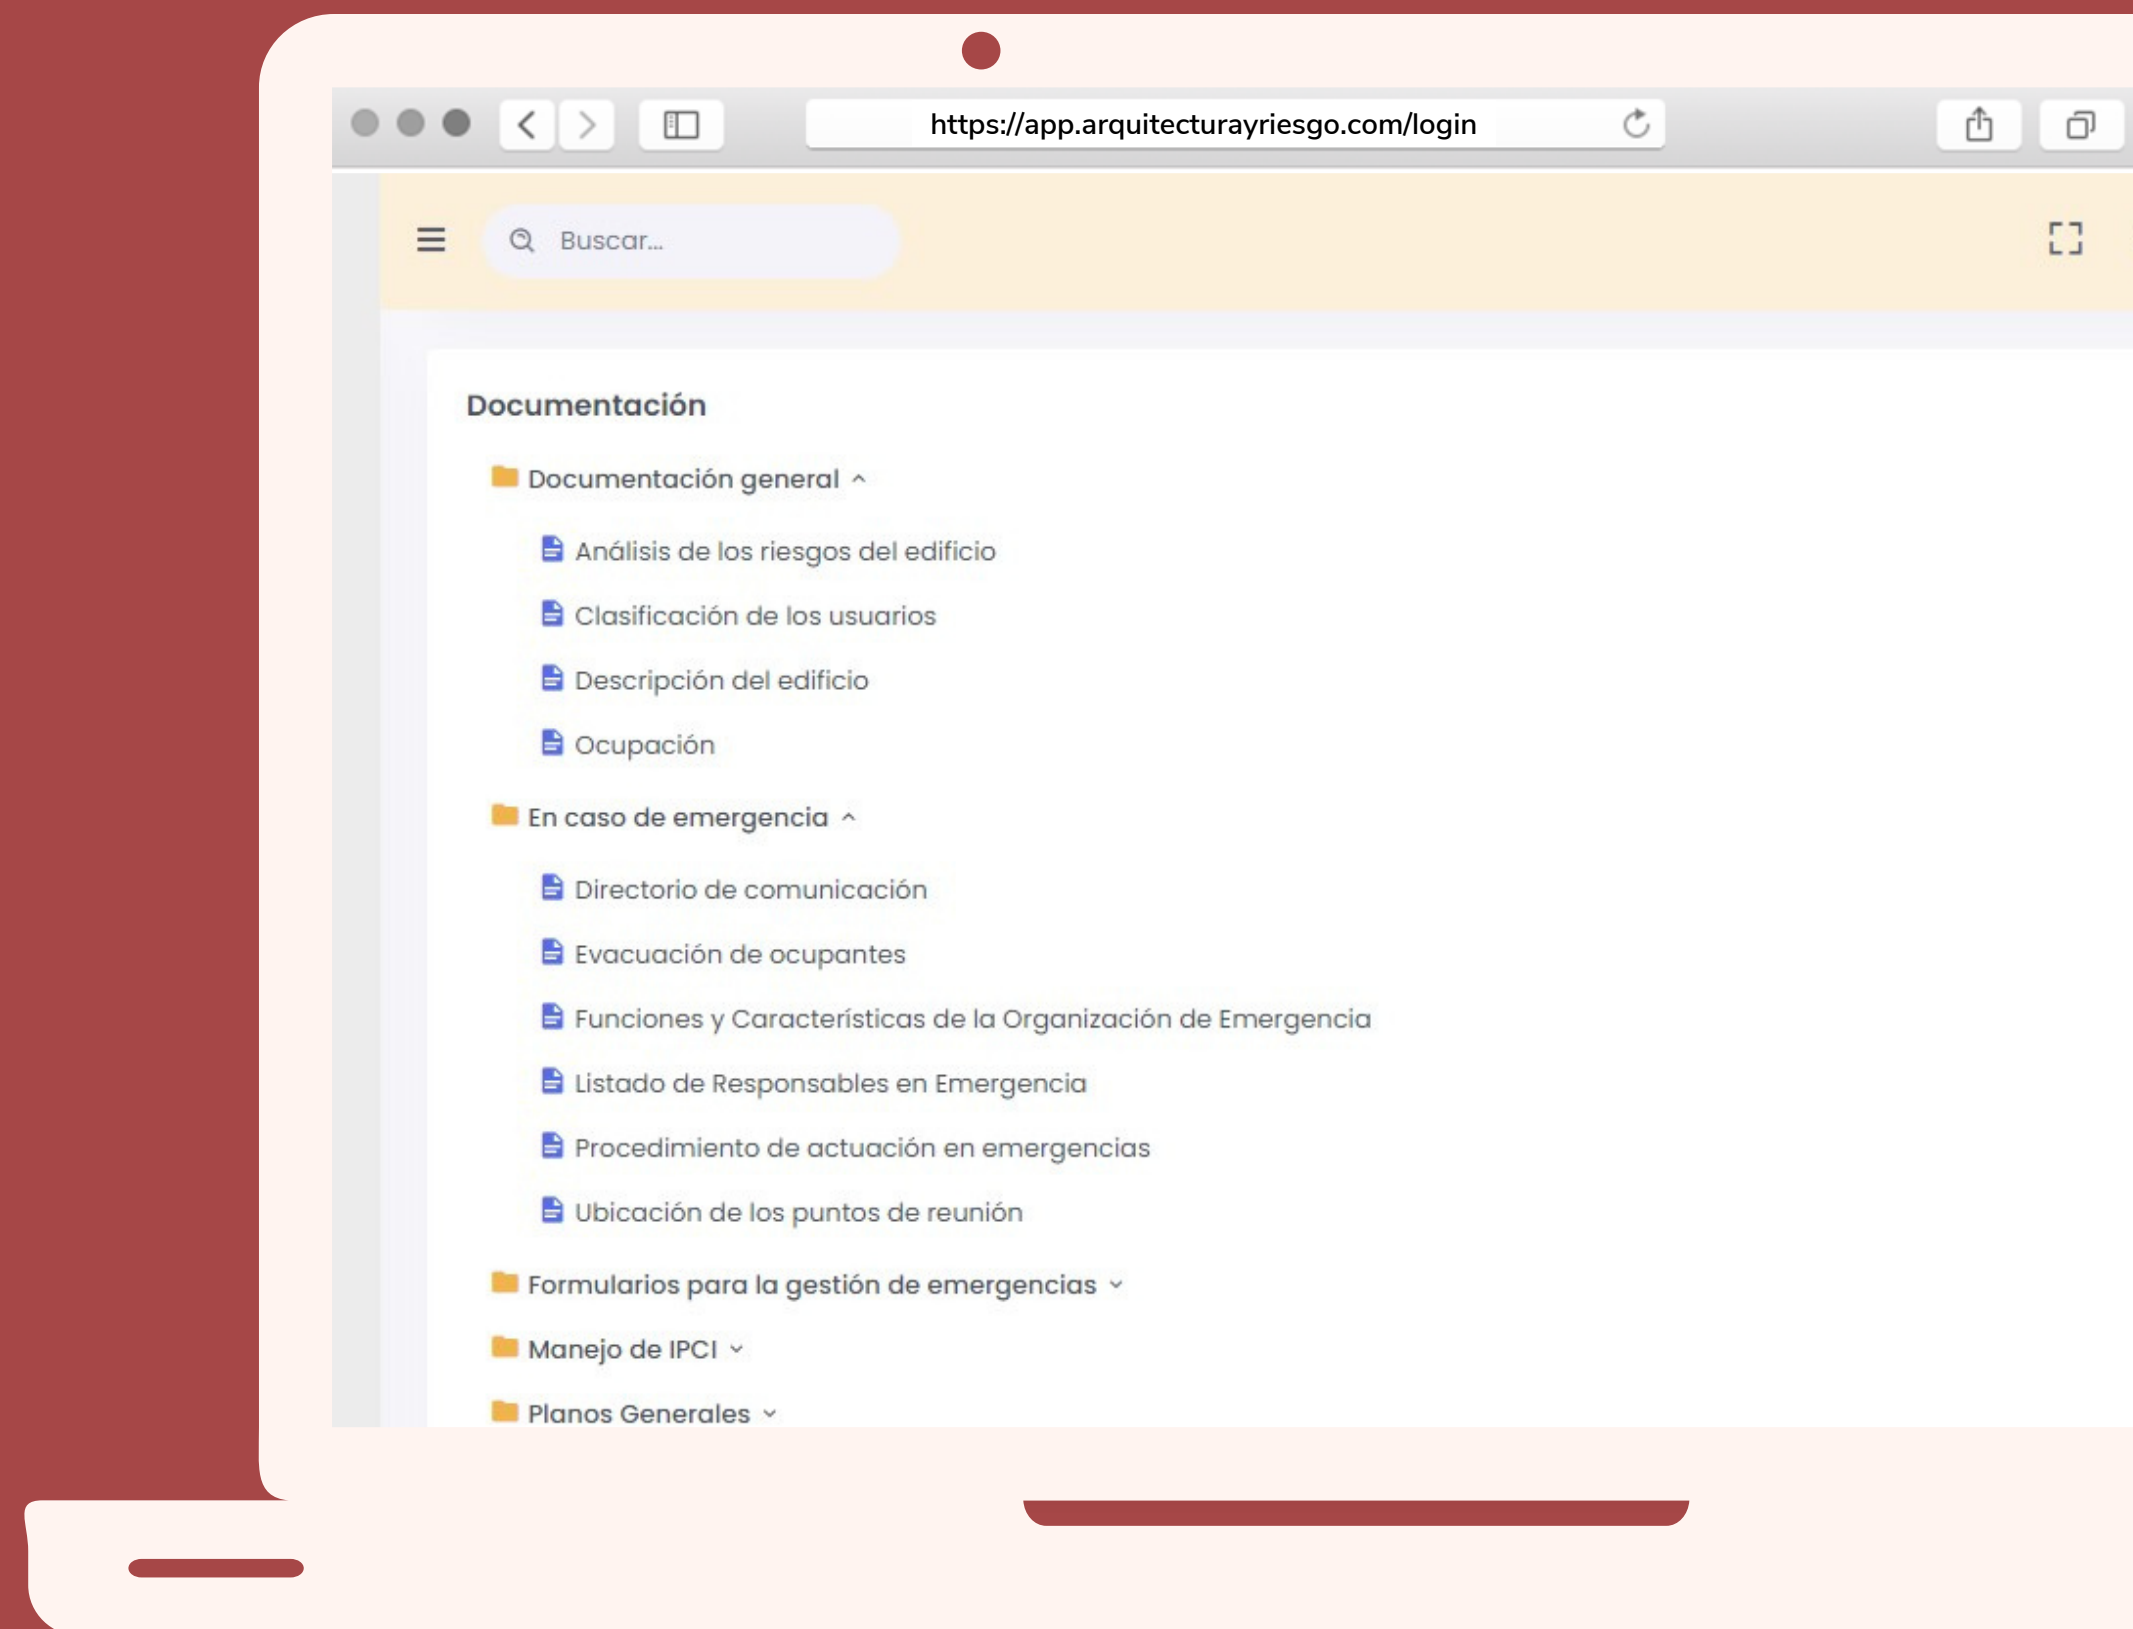 https://app.arquitecturayriesgo.com/login
Buscar...
Documentación
Documentación general
Análisis de los riesgos del edificio
Clasificación de los usuarios
Descripción del edificio
Ocupación
En caso de emergencia
Directorio de comunicación
Evacuación de ocupantes
Funciones y Características de la Organización de Emergencia
Listado de Responsables en Emergencia
Procedimiento de actuación en emergencias
Ubicación de los puntos de reunión
Formularios para la gestión de emergencias
Manejo de IPCI
Planos Generales